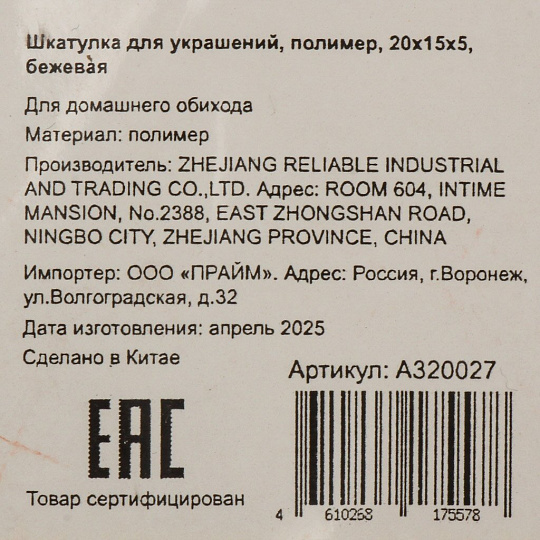 Шкатулка для украшений, полимер, 20х15х5,
бежевая
Для домашнего обихода
Материал: полимер
Производитель: ZHEJIANG RELIABLE INDUSTRIAL
AND TRADING CO.,LTD. Адрес: ROOM 604, INTIME
MANSION, No.2388, EAST ZHONGSHAN ROAD,
NINGBO CITY, ZHEJIANG PROVINCE, CHINA
Импортер: ООО «ПРАЙМ». Адрес: Россия, г.Воронеж,
ул.Волгоградская, д.32
Дата изготовления: апрель 2025
Сделано в Китае
Артикул: А320027
EAC
Товар сертифицирован
4 610268 175578